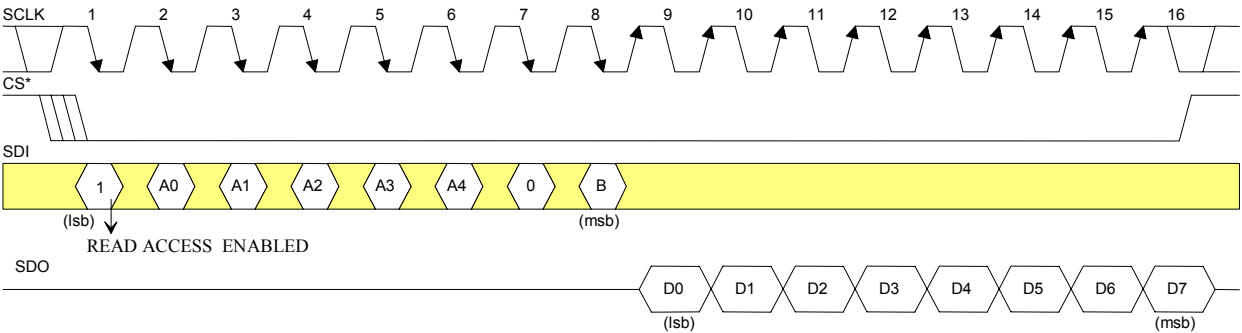 SCLK 1 2 3 4 5 6 7 8 9 10 11 12 13 14 15 16
CS*
SDI
1 A0 A1 A2 A3 A4 0 B
(lsb) (msb)
READ ACCESS ENABLED
SDO
D0 D1 D2 D3 D4 D5 D6 D7
(lsb) (msb)